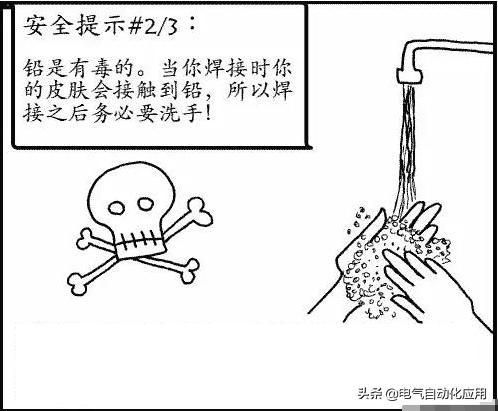 安全提示#2/3：
铅是有毒的。当你焊接时你
的皮肤会接触到铅，所以焊
接之后务必要洗手!
头条 @电气自动化应用